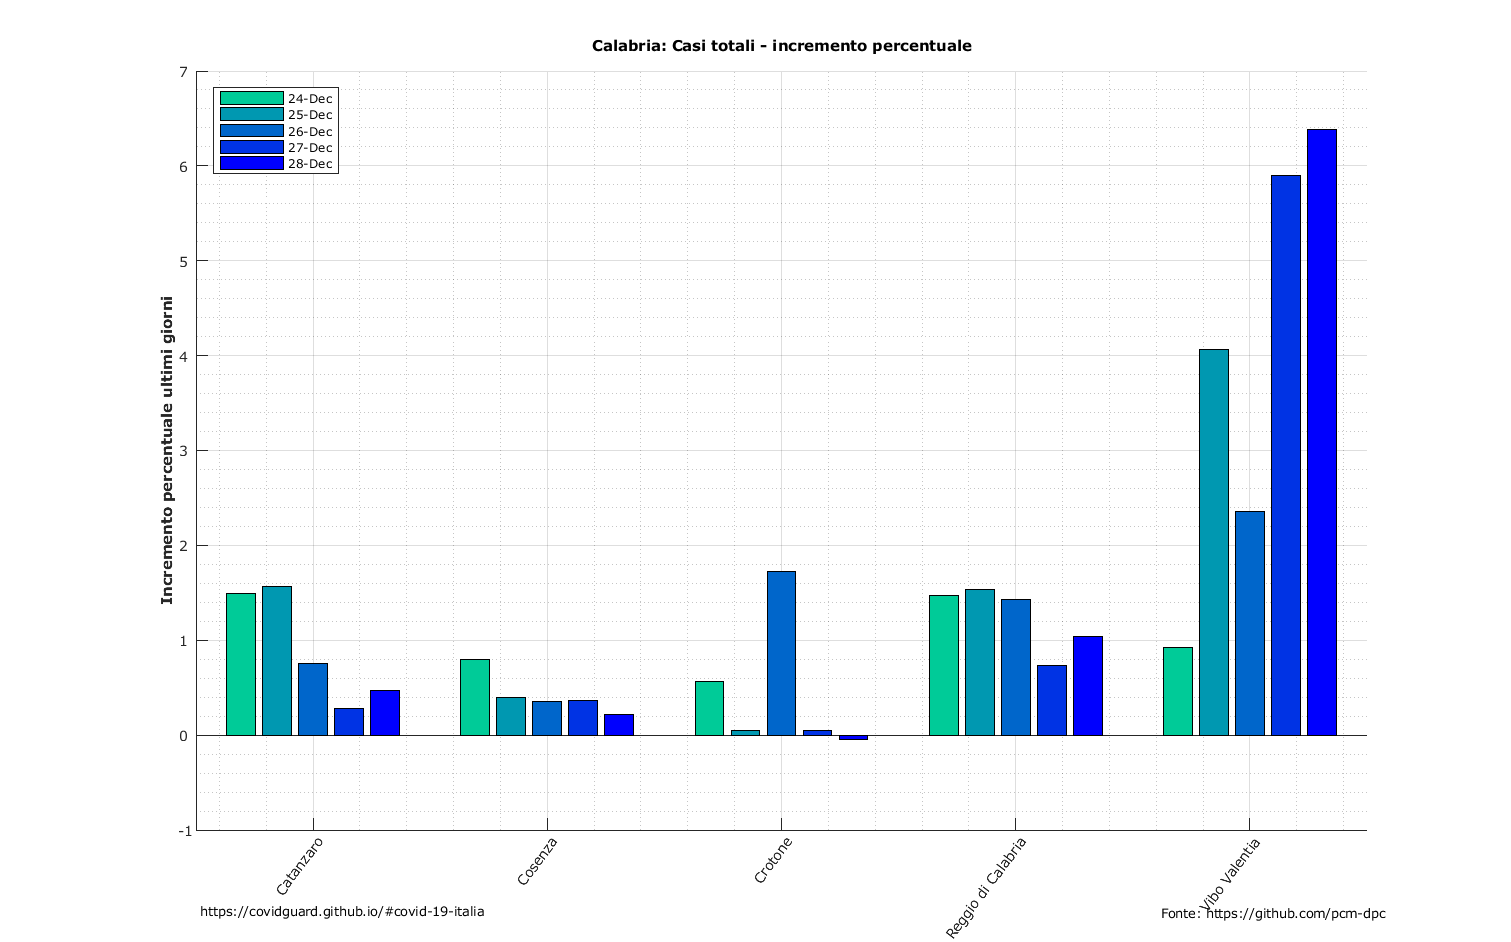 Calabria: Casi totali - incremento percentuale
Incremento percentuale ultimi giorni
7
6
5
4
3
2
1
0
-1
24-Dec
25-Dec
26-Dec
27-Dec
28-Dec
Catanzaro
Cosenza
Crotone
Reggio di Calabria
Vibo Valentia
https://covidguard.github.io/#covid-19-italia
Fonte: https://github.com/pcm-dpc